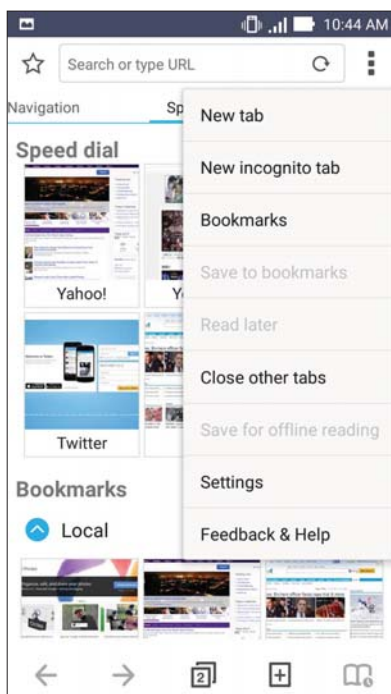 10:44 AM
Search or type URL
Navigation
Sp
New tab
New incognito tab
Bookmarks
Save to bookmarks
Read later
Close other tabs
Save for offline reading
Settings
Feedback & Help
Speed dial
Yahoo!
Y
Twitter
Bookmarks
Local
2